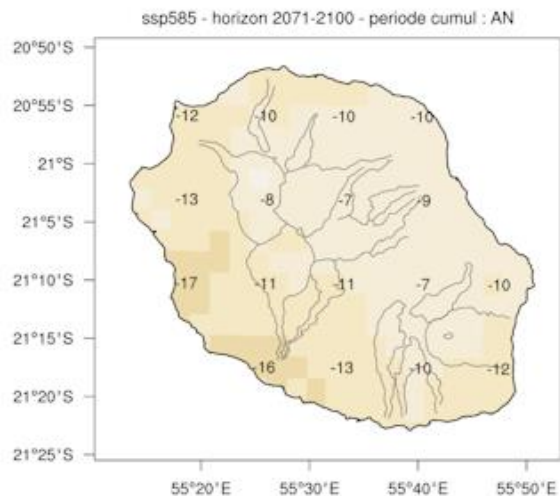 ssp585 - horizon 2071-2100 - periode cumul : AN
20°50'S
20°55'S
-12 -10 -10 -10
21°S
-13 -8 -7 -9
21°5'S
21°10'S
-17 -11 -11 -7 -10
21°15'S
-16 -13 -10 -12
21°20'S
21°25'S
55°20'E 55°30'E 55°40'E 55°50'E